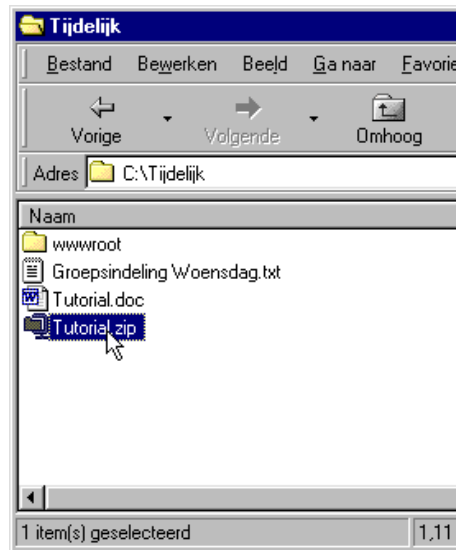 Tijdelijk
Bestand Bewerken Beeld Ga naar Favorie
Vorige Volgende Omhoog
Adres C:\Tijdelijk
Naam
wwwroot
Groepsindeling Woensdag.txt
Tutorial.doc
Tutorial.zip
1 item(s) geselecteerd 1,11